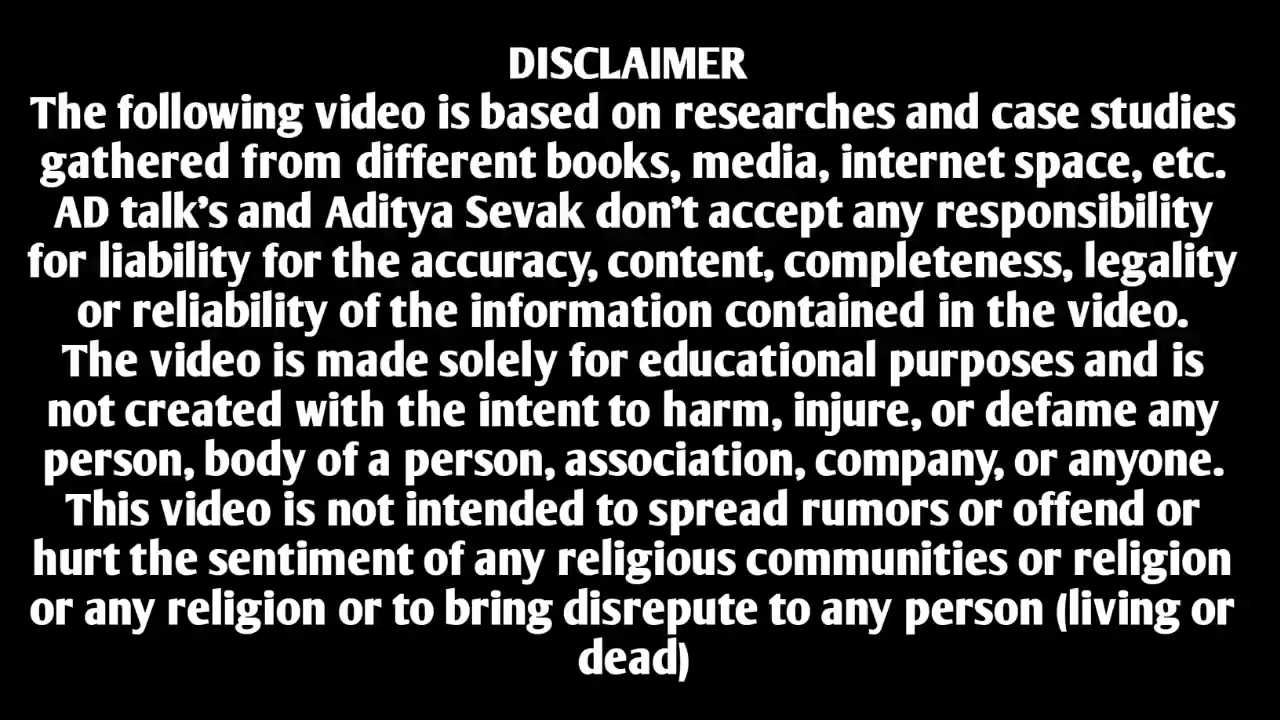 DISCLAIMER
The following video is based on researches and case studies
gathered from different books, media, internet space, etc.
AD talk's and Aditya Sevak don't accept any responsibility
for liability for the accuracy, content, completeness, legality
or reliability of the information contained in the video.
The video is made solely for educational purposes and is
not created with the intent to harm, injure, or defame any
person, body of a person, association, company, or anyone.
This video is not intended to spread rumors or offend or
hurt the sentiment of any religious communities or religion
or any religion or to bring disrepute to any person (living or
dead)